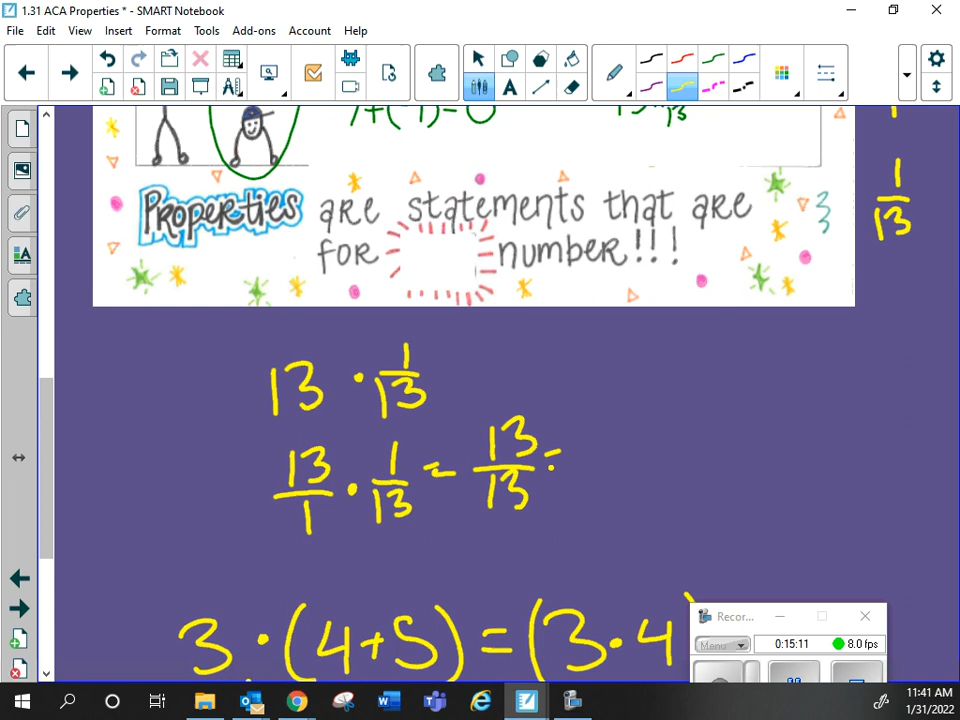 1.31 ACA Properties * - SMART Notebook
File Edit View Insert Format Tools Add-ons Account Help
1
13
Properties are statements that are
for number!!!
13 · 1/13
13/1 · 1/13 = 13/13 =
3 · (4+5) = (3·4)
Recor...
Menu 0:15:11 8.0 fps
11:41 AM
1/31/2022